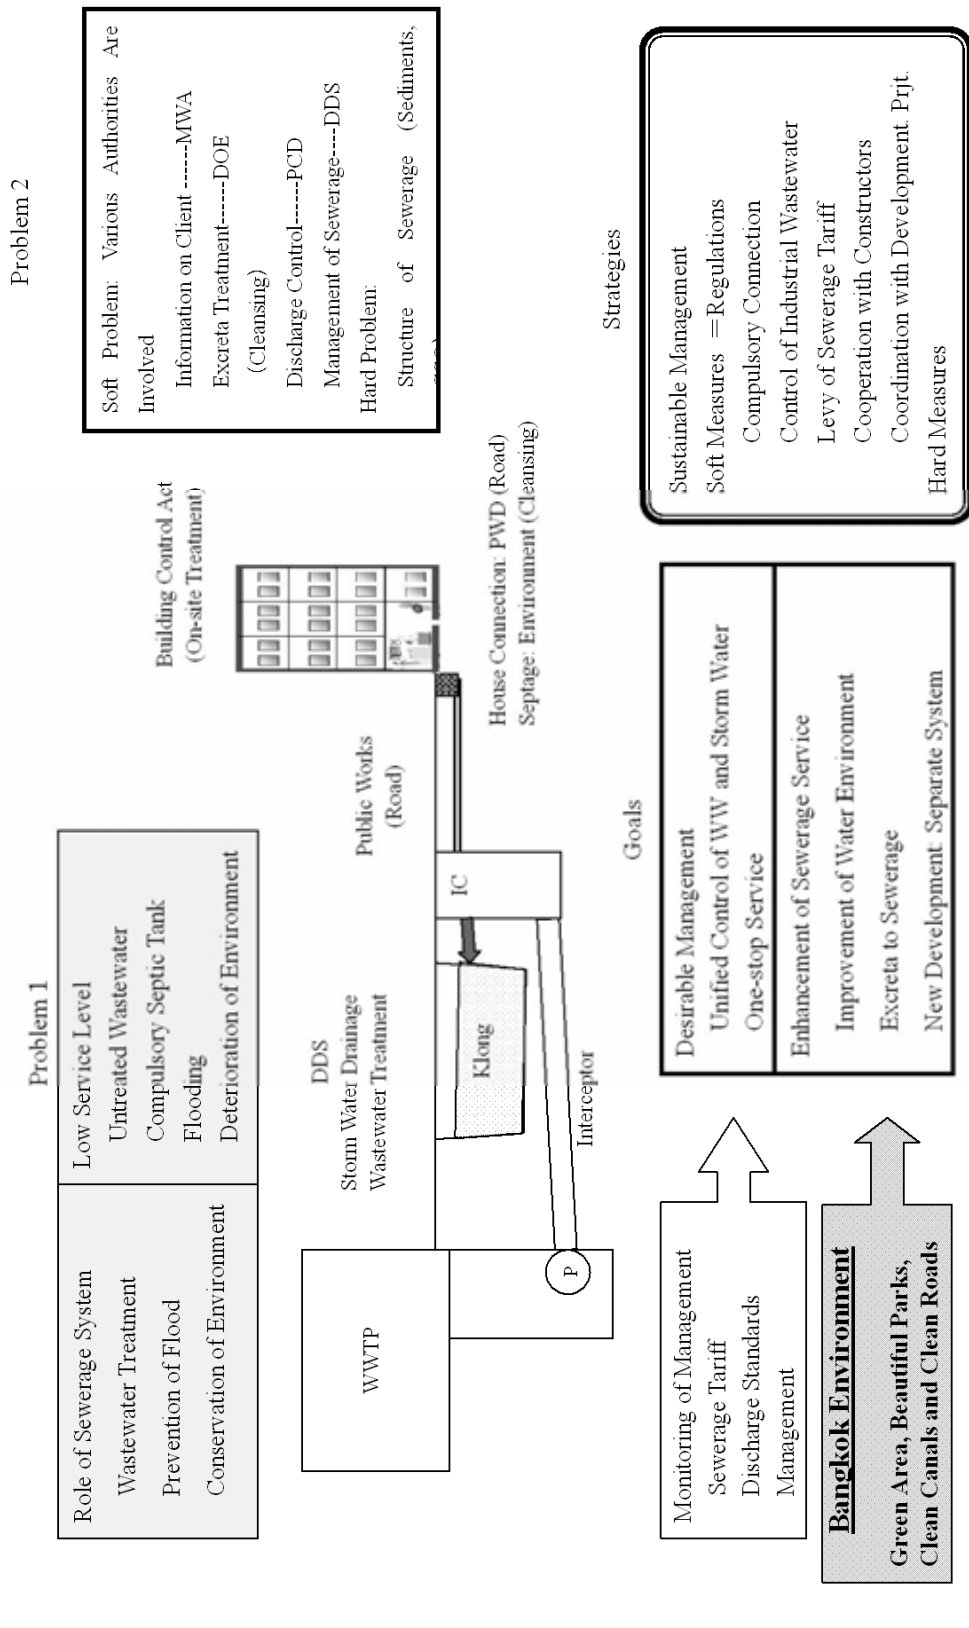 Problem 1
Role of Sewerage System
Wastewater Treatment
Prevention of Flood
Conservation of Environment
Low Service Level
Untreated Wastewater
Compulsory Septic Tank
Flooding
Deterioration of Environment
Problem 2
Soft Problem: Various Authorities Are
Involved
Information on Client ------MWA
Excreta Treatment------DOE
(Cleansing)
Discharge Control------PCD
Management of Sewerage----DDS
Hard Problem:
Structure of Sewerage (Sediments,
Building Control Act
(On-site Treatment)
DDS
Storm Water Drainage
Wastewater Treatment
Public Works
(Road)
WWTP
P
Klong
IC
Interceptor
House Connection: PWD (Road)
Septage: Environment (Cleansing)
Monitoring of Management
Sewerage Tariff
Discharge Standards
Management
Bangkok Environment
Green Area, Beautiful Parks,
Clean Canals and Clean Roads
Goals
Desirable Management
Unified Control of WW and Storm Water
One-stop Service
Enhancement of Sewerage Service
Improvement of Water Environment
Excreta to Sewerage
New Development: Separate System
Strategies
Sustainable Management
Soft Measures =Regulations
Compulsory Connection
Control of Industrial Wastewater
Levy of Sewerage Tariff
Cooperation with Constructors
Coordination with Development. Prjt.
Hard Measures